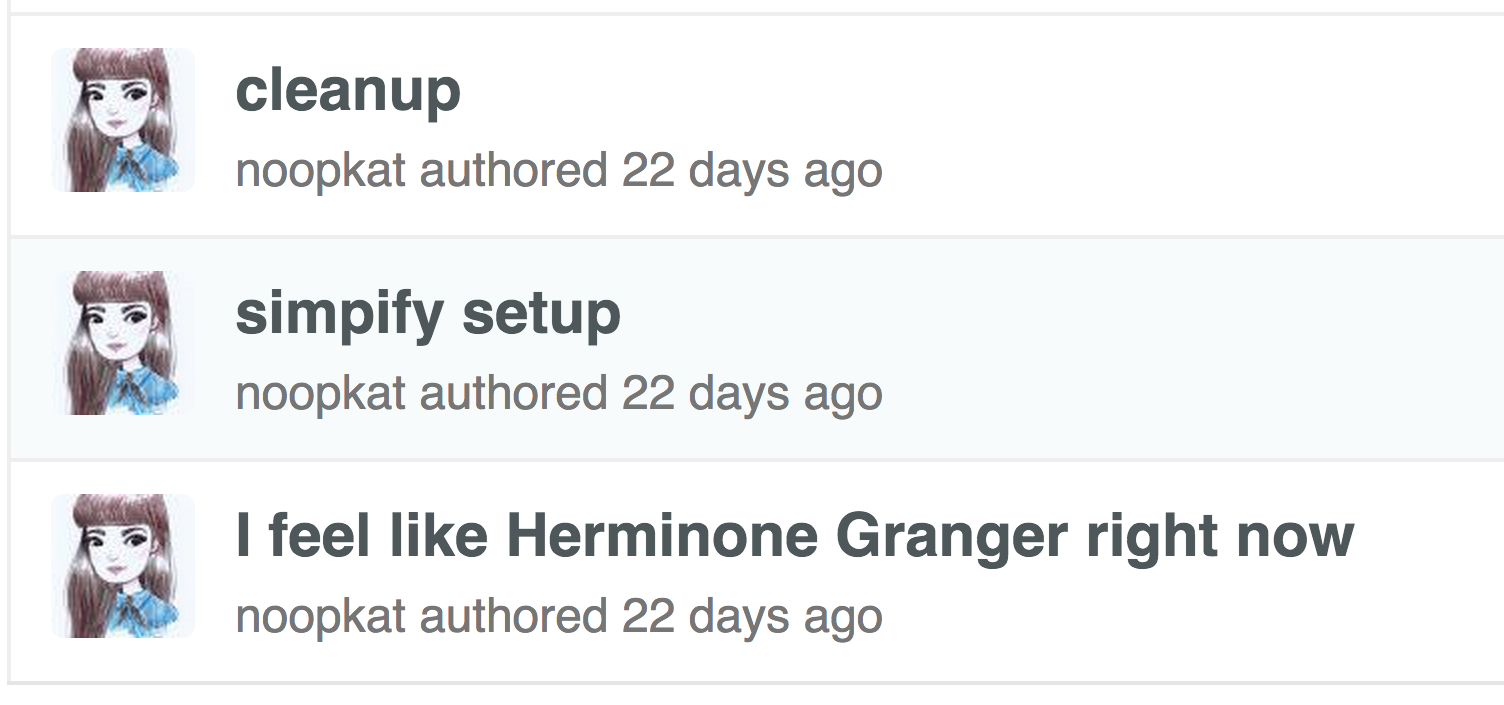 cleanup
noopkat authored 22 days ago
simpify setup
noopkat authored 22 days ago
I feel like Herminone Granger right now
noopkat authored 22 days ago